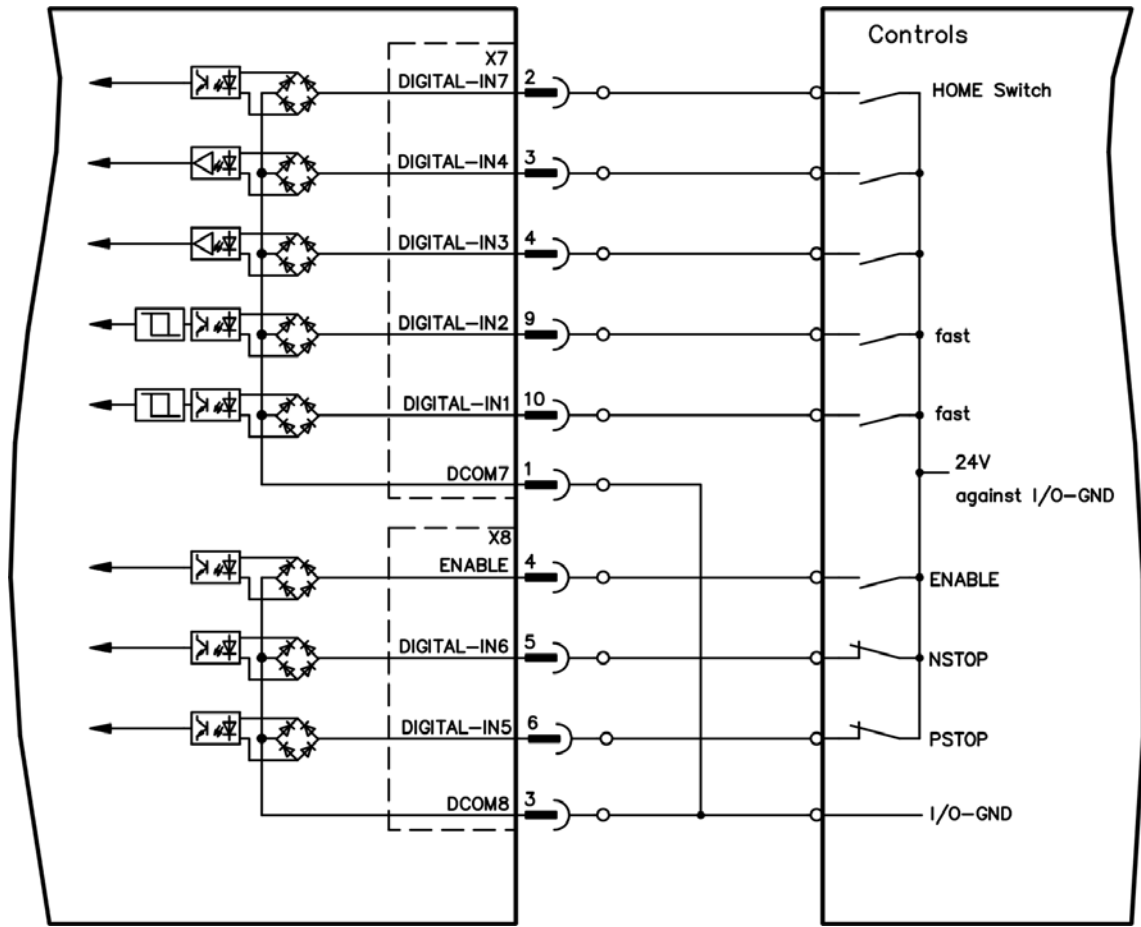 Controls
X7
DIGITAL-IN7 2 HOME Switch
DIGITAL-IN4 3
DIGITAL-IN3 4
DIGITAL-IN2 9 fast
DIGITAL-IN1 10 fast
DCOM7 1
24V
against I/O-GND
X8
ENABLE 4 ENABLE
DIGITAL-IN6 5 NSTOP
DIGITAL-IN5 6 PSTOP
DCOM8 3 I/O-GND